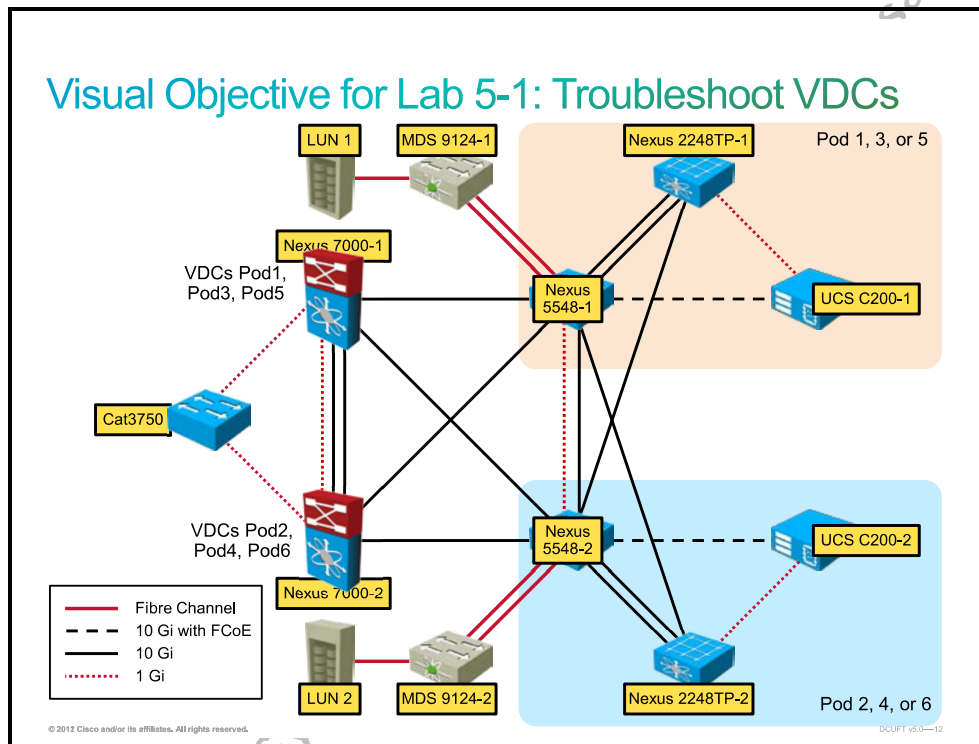 Visual Objective for Lab 5-1: Troubleshoot VDCs
LUN 1
MDS 9124-1
Nexus 2248TP-1
Pod 1, 3, or 5
Nexus 7000-1
VDCs Pod1,
Pod3, Pod5
Nexus
5548-1
UCS C200-1
Cat3750
VDCs Pod2,
Pod4, Pod6
Nexus
5548-2
UCS C200-2
Nexus 7000-2
Fibre Channel
10 Gi with FCoE
10 Gi
1 Gi
LUN 2
MDS 9124-2
Nexus 2248TP-2
Pod 2, 4, or 6
© 2012 Cisco and/or its affiliates. All rights reserved.
DCUFT v5.0—12